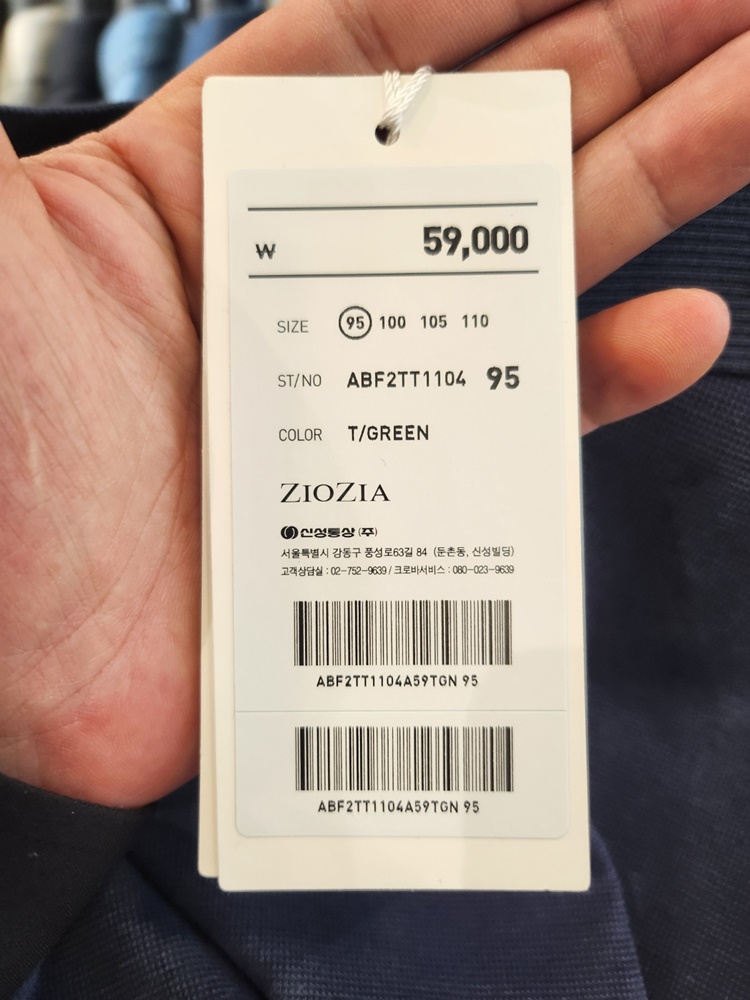 ₩ 59,000
SIZE 95 100 105 110
ST/NO ABF2TT1104 95
COLOR T/GREEN
ZIOZIA
신성통상 (주)
서울특별시 강동구 풍성로63길 84 (둔촌동, 신성빌딩)
고객상담실 : 02-752-9639 / 크로바서비스 : 080-023-9639
ABF2TT1104A59TGN 95
ABF2TT1104A59TGN 95